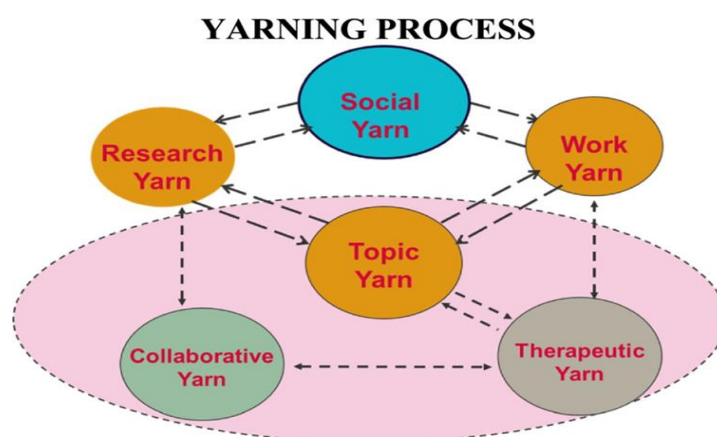 YARNING PROCESS
Social
Yarn
Research
Yarn
Work
Yarn
Topic
Yarn
Collaborative
Yarn
Therapeutic
Yarn